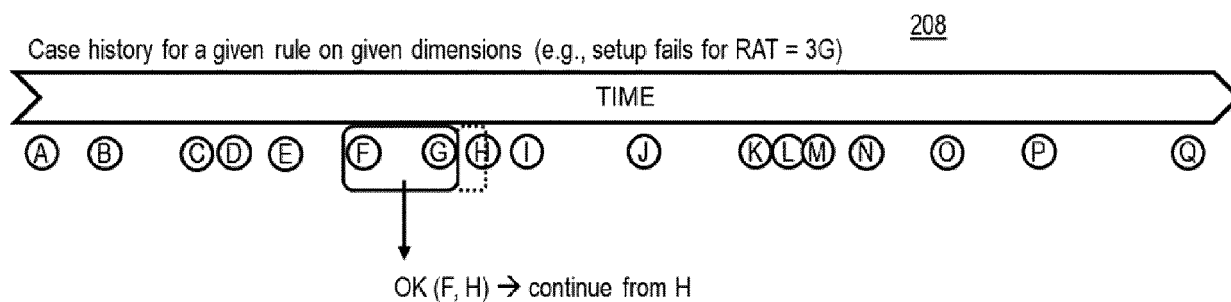 208
Case history for a given rule on given dimensions (e.g., setup fails for RAT = 3G)
TIME
A B C D E F G H I J K L M N O P Q
OK (F, H) → continue from H